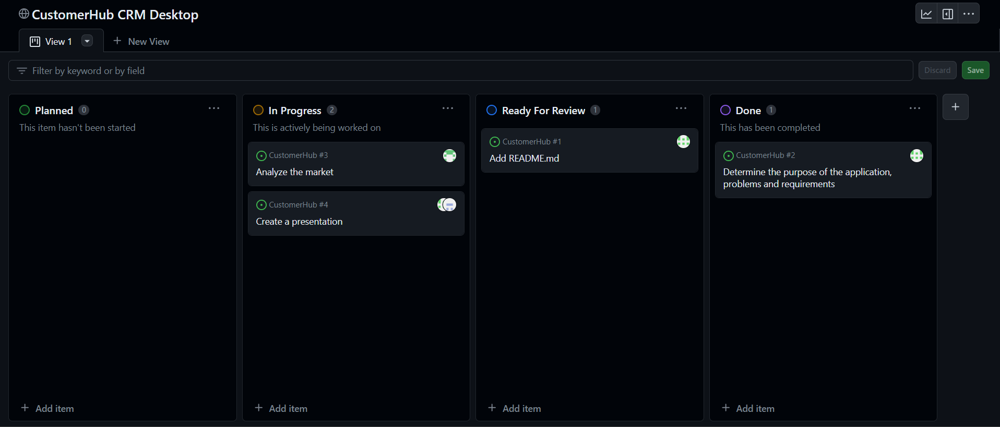 CustomerHub CRM Desktop
View 1
New View
Filter by keyword or by field
Discard
Save
Planned 0
This item hasn't been started
Add item
In Progress 2
This is actively being worked on
CustomerHub #3
Analyze the market
CustomerHub #4
Create a presentation
Add item
Ready For Review 1
CustomerHub #1
Add README.md
Add item
Done 1
This has been completed
CustomerHub #2
Determine the purpose of the application,
problems and requirements
Add item